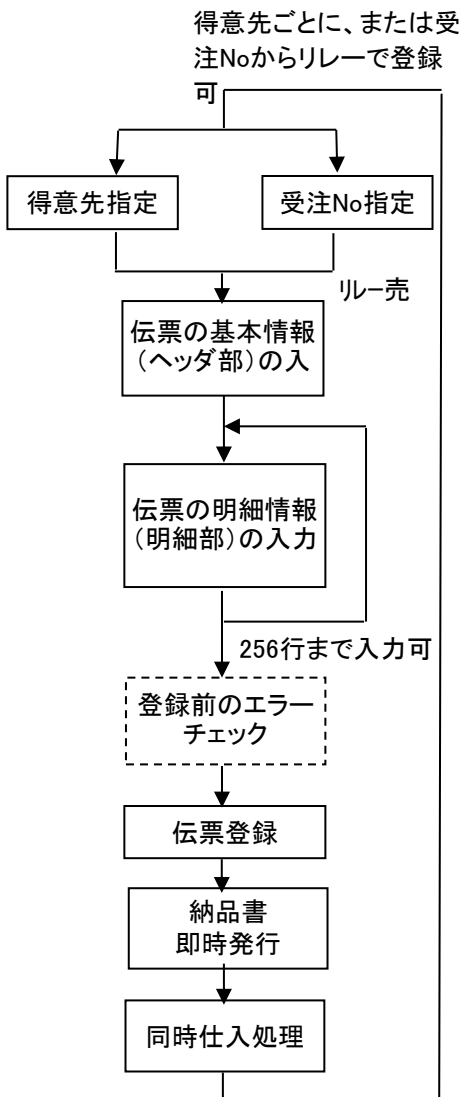 得意先ごとに、または受
注Noからリレーで登録
可
得意先指定
受注No指定
リレー売
伝票の基本情報
（ヘッダ部）の入
伝票の明細情報
（明細部）の入力
256行まで入力可
登録前のエラー
チェック
伝票登録
納品書
即時発行
同時仕入処理